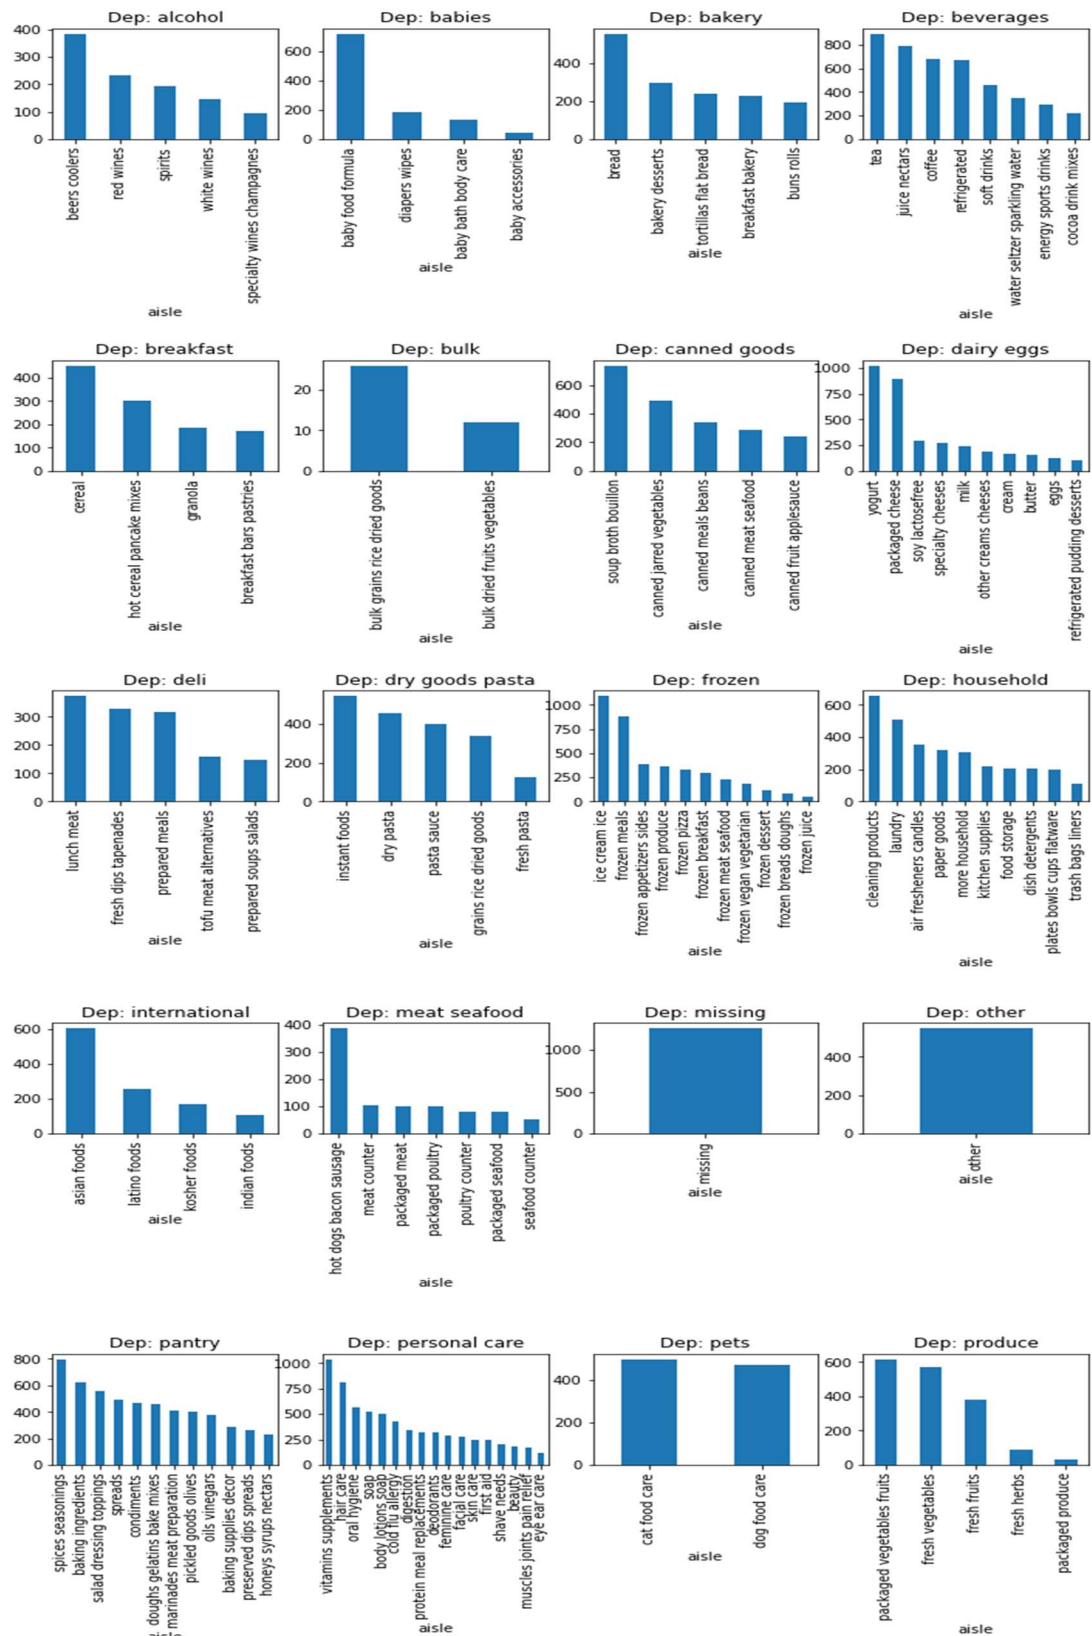 Dep: alcohol
400
300
200
100
0
beers coolers
red wines
spirits
white wines
specialty wines champagnes
aisle
Dep: babies
600
400
200
0
baby food formula
diapers wipes
baby bath body care
baby accessories
aisle
Dep: bakery
400
200
0
bread
bakery desserts
tortillas flat bread
breakfast bakery
buns rolls
aisle
Dep: beverages
800
600
400
200
0
tea
juice nectars
coffee
refrigerated
soft drinks
water seltzer sparkling water
energy sports drinks
cocoa drink mixes
aisle
Dep: breakfast
400
300
200
100
0
cereal
hot cereal pancake mixes
granola
breakfast bars pastries
aisle
Dep: bulk
20
10
0
bulk grains rice dried goods
bulk dried fruits vegetables
aisle
Dep: canned goods
600
400
200
0
soup broth bouillon
canned jarred vegetables
canned meals beans
canned meat seafood
canned fruit applesauce
aisle
Dep: dairy eggs
1000
750
500
250
0
yogurt
packaged cheese
soy lactosefree
specialty cheeses
milk
other creams cheeses
cream
butter
eggs
refrigerated pudding desserts
aisle
Dep: deli
300
200
100
0
lunch meat
fresh dips tapenades
prepared meals
tofu meat alternatives
prepared soups salads
aisle
Dep: dry goods pasta
400
200
0
instant foods
dry pasta
pasta sauce
grains rice dried goods
fresh pasta
aisle
Dep: frozen
1000
750
500
250
0
ice cream ice
frozen meals
frozen appetizers sides
frozen produce
frozen pizza
frozen breakfast
frozen meat seafood
frozen vegan vegetarian
frozen dessert
frozen breads doughs
frozen juice
aisle
Dep: household
600
400
200
0
cleaning products
laundry
air fresheners candles
paper goods
more household
kitchen supplies
food storage
dish detergents
plates bowls cups flatware
trash bags liners
aisle
Dep: international
600
400
200
0
asian foods
latino foods
kosher foods
indian foods
aisle
Dep: meat seafood
400
300
200
100
0
hot dogs bacon sausage
meat counter
packaged meat
packaged poultry
poultry counter
packaged seafood
seafood counter
aisle
Dep: missing
1000
500
0
missing
aisle
Dep: other
400
200
0
other
aisle
Dep: pantry
800
600
400
200
0
spices seasonings
baking ingredients
salad dressing toppings
spreads
condiments
doughs gelatins bake mixes
marinades meat preparation
pickled goods olives
oils vinegars
baking supplies decor
preserved dips spreads
honeys syrups nectars
aisle
Dep: personal care
1000
750
500
250
0
vitamins supplements
hair care
oral hygiene
soap
body lotions soap
cold flu allergy
digestion
protein meal replacements
deodorants
feminine care
facial care
skin care
first aid
shave needs
beauty
muscles joints pain relief
eye ear care
aisle
Dep: pets
400
200
0
cat food care
dog food care
aisle
Dep: produce
600
400
200
0
packaged vegetables fruits
fresh vegetables
fresh fruits
fresh herbs
packaged produce
aisle